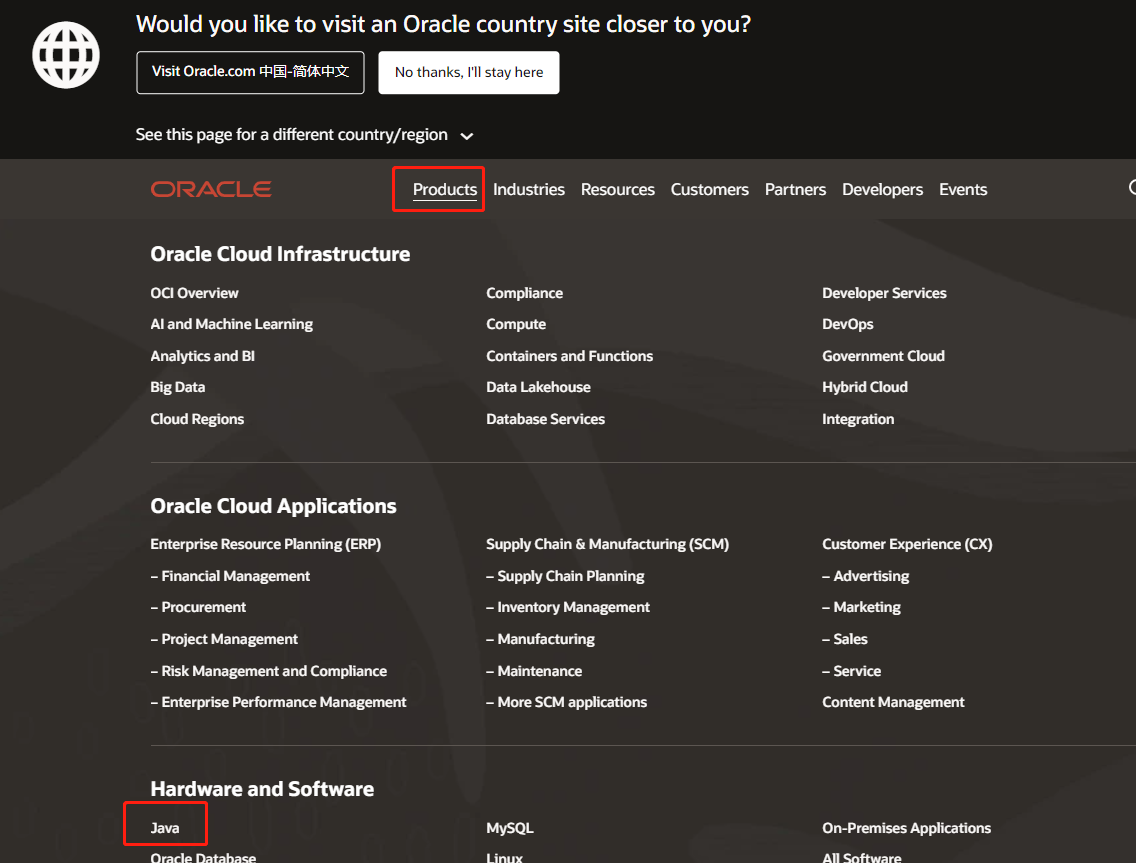 Would you like to visit an Oracle country site closer to you?
Visit Oracle.com 中国-简体中文
No thanks, I'll stay here
See this page for a different country/region
ORACLE
Products Industries Resources Customers Partners Developers Events
Oracle Cloud Infrastructure
OCI Overview
Compliance
Developer Services
AI and Machine Learning
Compute
DevOps
Analytics and BI
Containers and Functions
Government Cloud
Big Data
Data Lakehouse
Hybrid Cloud
Cloud Regions
Database Services
Integration
Oracle Cloud Applications
Enterprise Resource Planning (ERP)
Supply Chain & Manufacturing (SCM)
Customer Experience (CX)
– Financial Management
– Supply Chain Planning
– Advertising
– Procurement
– Inventory Management
– Marketing
– Project Management
– Manufacturing
– Sales
– Risk Management and Compliance
– Maintenance
– Service
– Enterprise Performance Management
– More SCM applications
Content Management
Hardware and Software
Java
MySQL
On-Premises Applications
Oracle Database
Linux
All Software